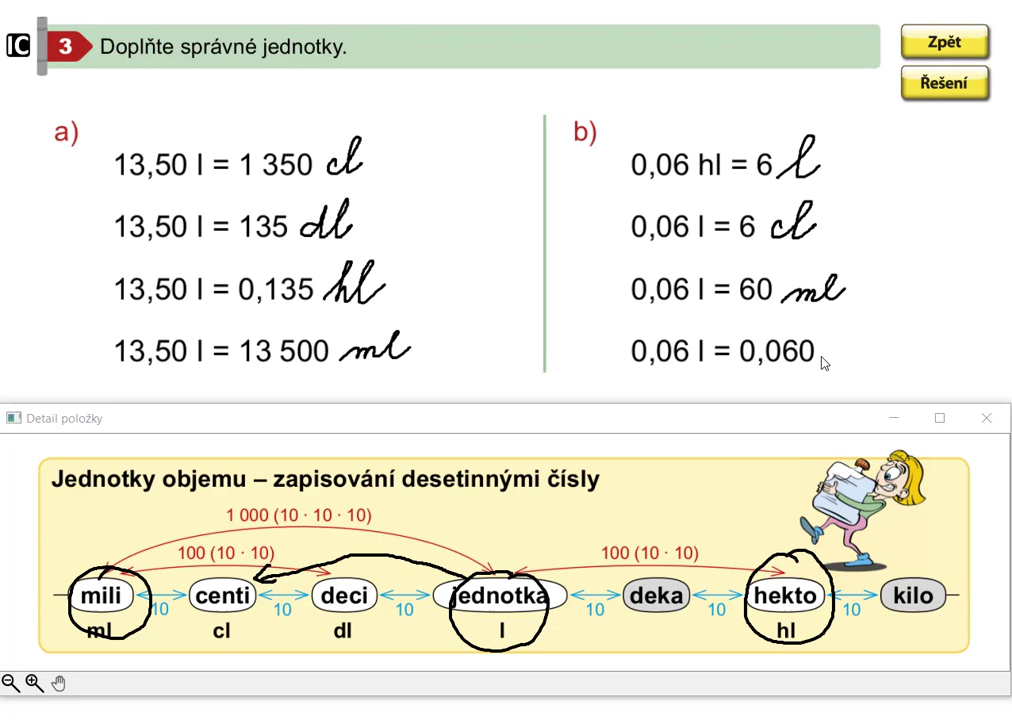 IC
3 Doplňte správné jednotky.
Zpět
Řešení
a)
13,50 l = 1 350 cl
13,50 l = 135 dl
13,50 l = 0,135 hl
13,50 l = 13 500 ml
b)
0,06 hl = 6 l
0,06 l = 6 cl
0,06 l = 60 ml
0,06 l = 0,060
Detail položky
Jednotky objemu – zapisování desetinnými čísly
1 000 (10 · 10 · 10)
100 (10 · 10) 100 (10 · 10)
mili centi deci jednotka deka hekto kilo
10 10 10 10 10 10
ml cl dl l hl